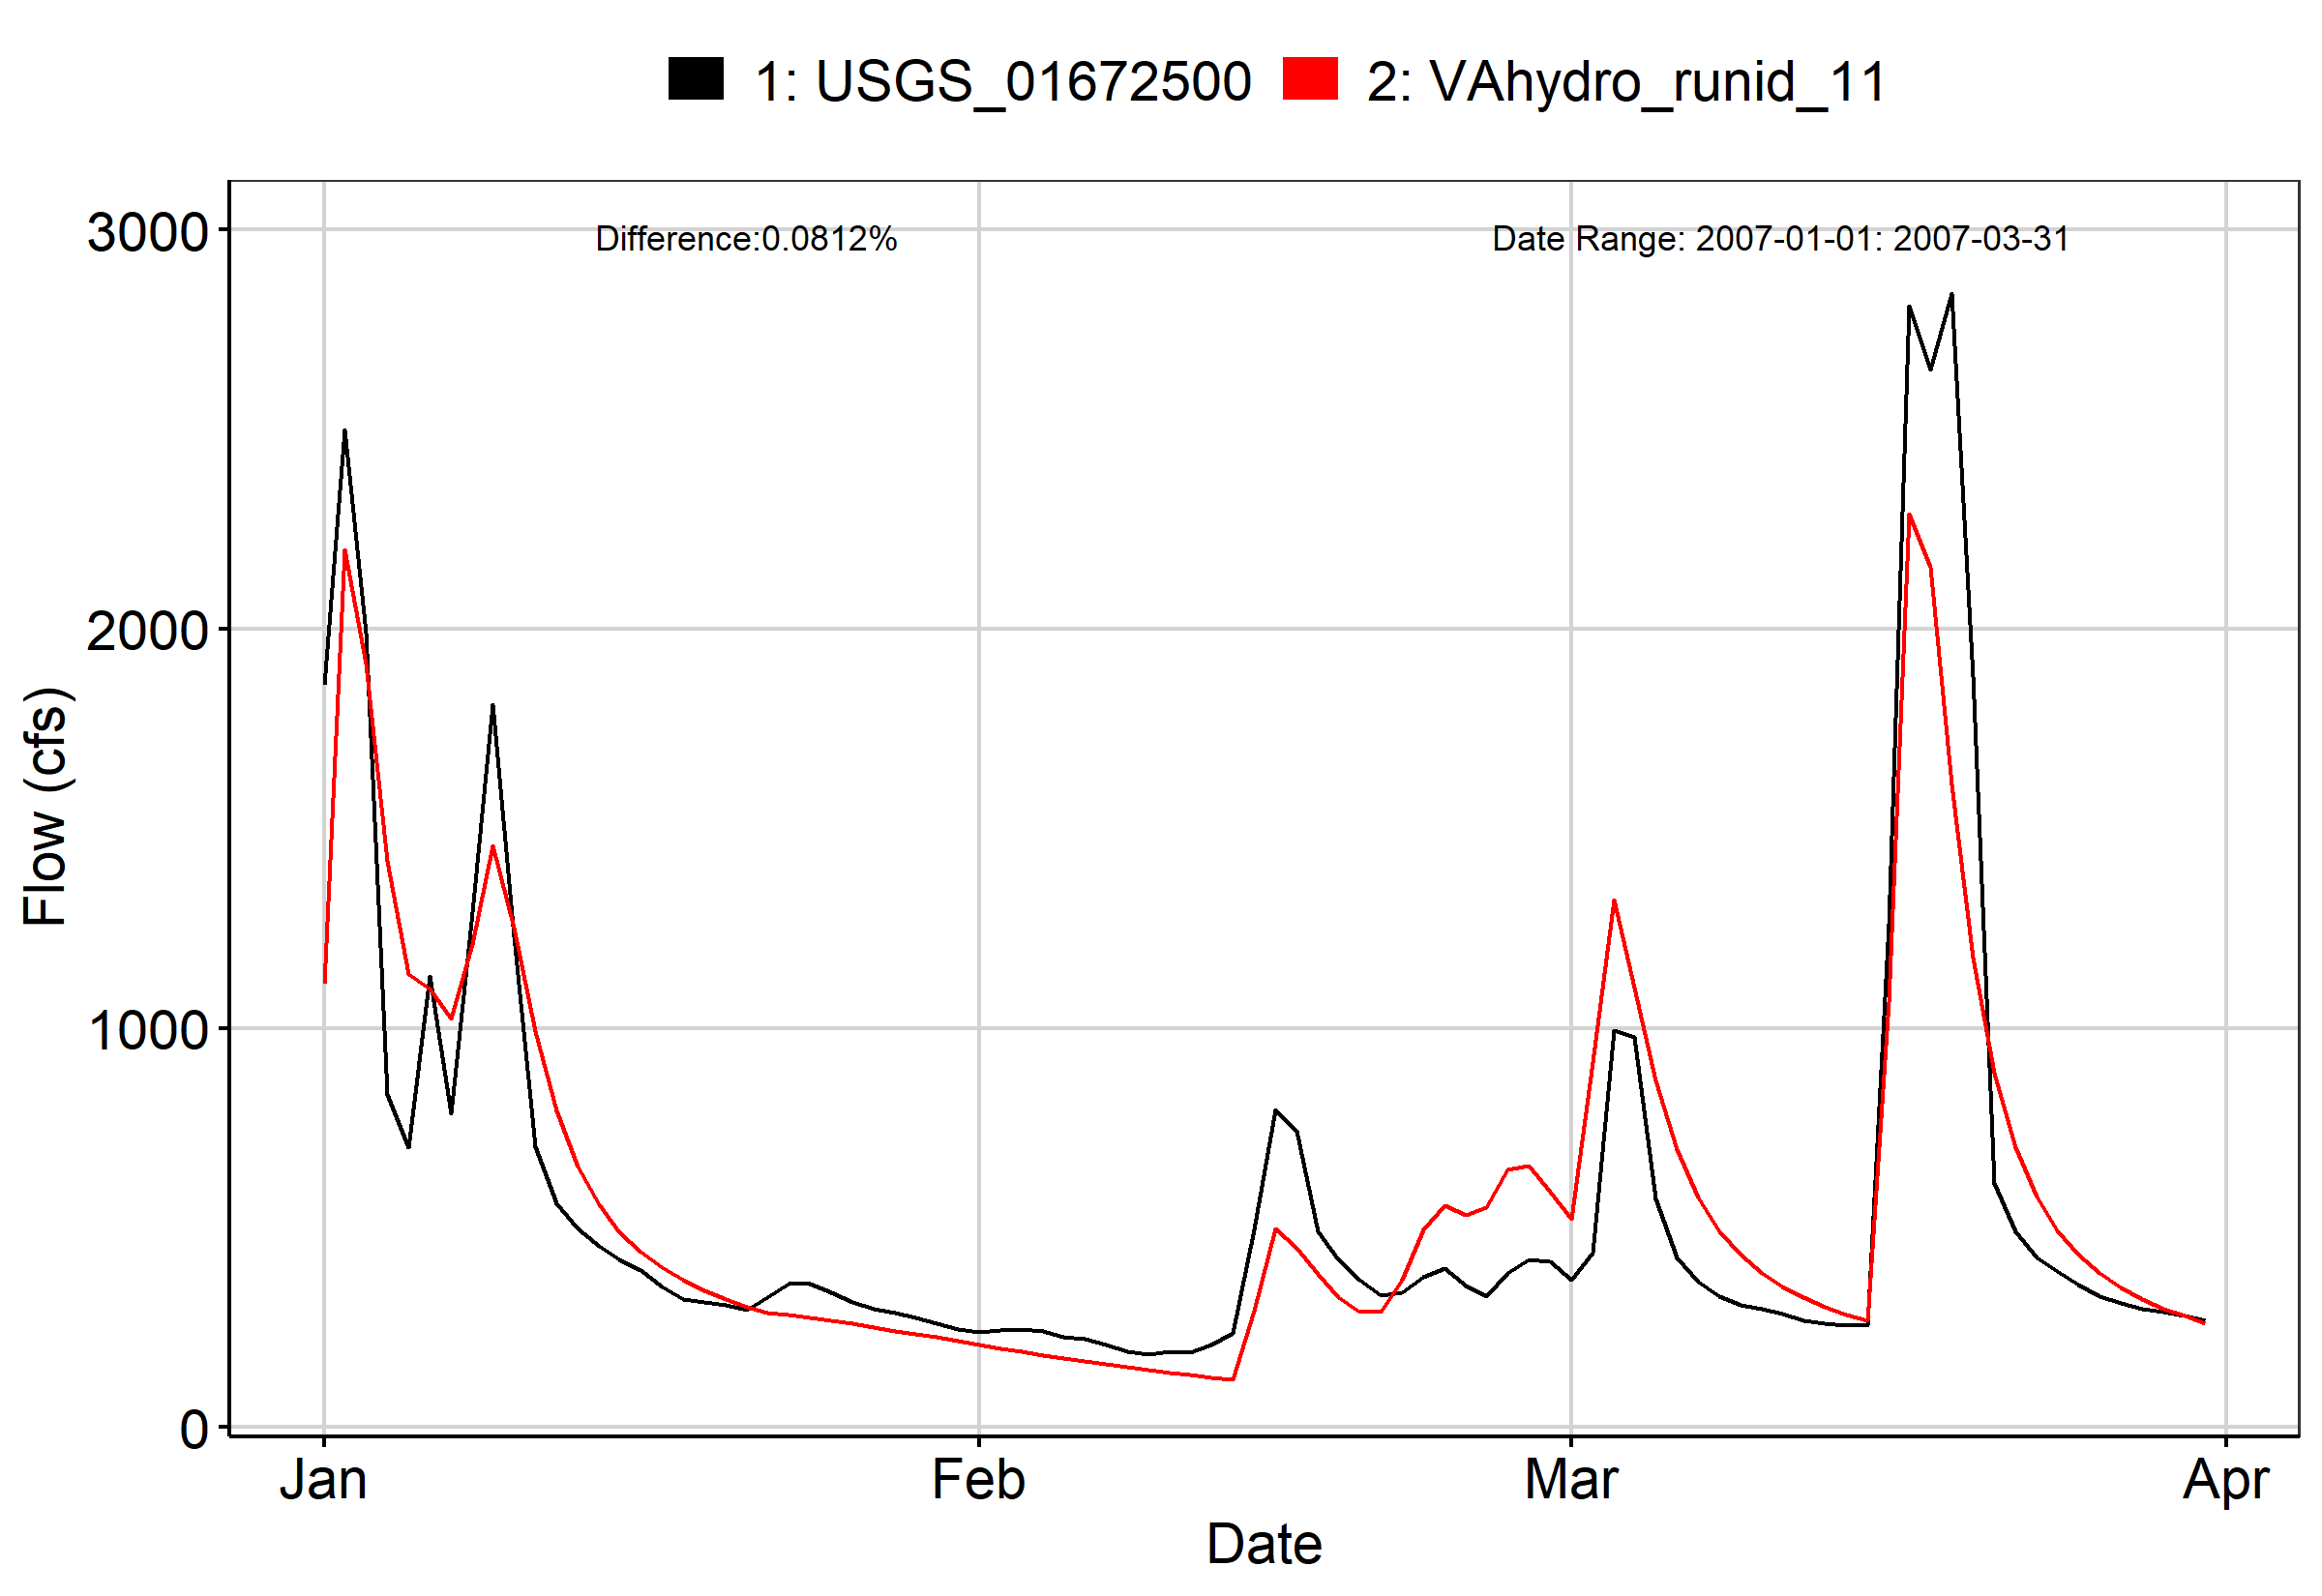 1: USGS_01672500 2: VAhydro_runid_11
Difference:0.0812% Date Range: 2007-01-01: 2007-03-31
3000
2000
1000
0
Flow (cfs)
Jan Feb Mar Apr
Date